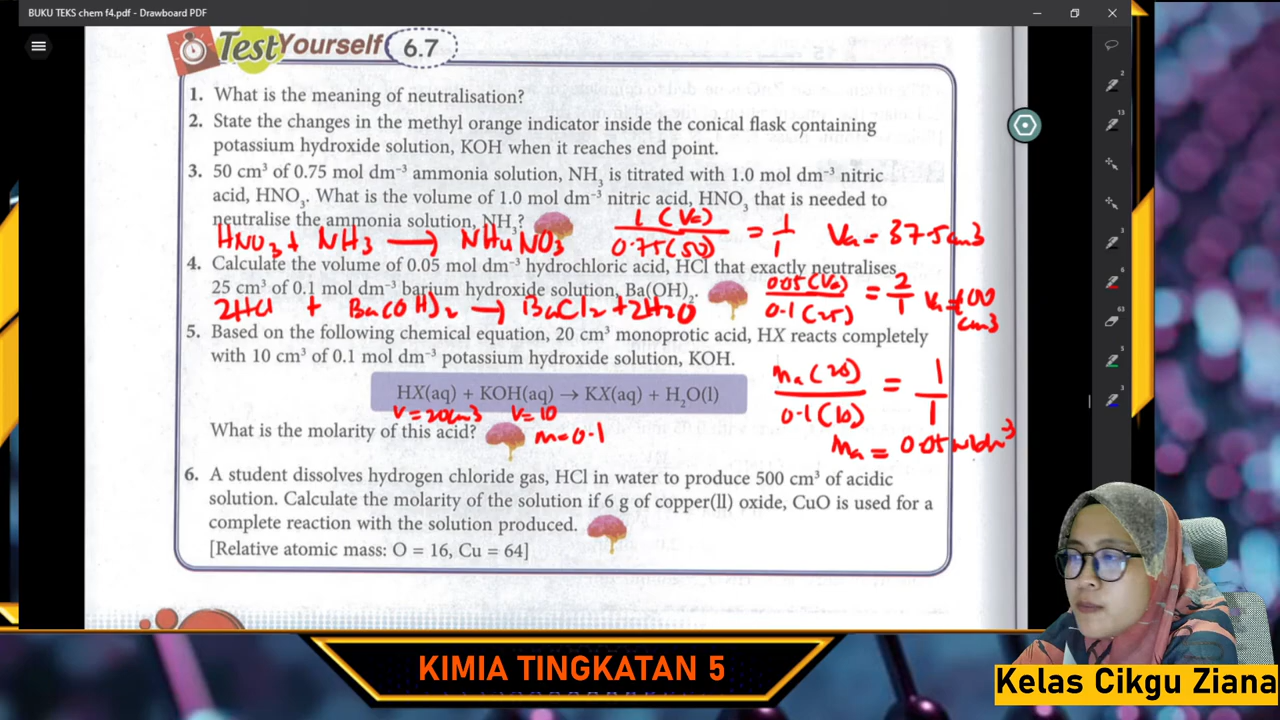 BUKU TEKS chem f4.pdf - Drawboard PDF
Test Yourself 6.7
1. What is the meaning of neutralisation?
2. State the changes in the methyl orange indicator inside the conical flask containing
potassium hydroxide solution, KOH when it reaches end point.
3. 50 cm³ of 0.75 mol dm⁻³ ammonia solution, NH₃ is titrated with 1.0 mol dm⁻³ nitric
acid, HNO₃. What is the volume of 1.0 mol dm⁻³ nitric acid, HNO₃ that is needed to
neutralise the ammonia solution, NH₃?
HNO₃ + NH3 → NH4NO3
1 (Va) / 0.75(50) = 1/1 Va = 37.5cm3
4. Calculate the volume of 0.05 mol dm⁻³ hydrochloric acid, HCl that exactly neutralises
25 cm³ of 0.1 mol dm⁻³ barium hydroxide solution, Ba(OH)₂.
2HCl + Ba(OH)2 → BaCl2 + 2H2O
0.05(Va) / 0.1(25) = 2/1 Va=100
cm3
5. Based on the following chemical equation, 20 cm³ monoprotic acid, HX reacts completely
with 10 cm³ of 0.1 mol dm⁻³ potassium hydroxide solution, KOH.
HX(aq) + KOH(aq) → KX(aq) + H₂O(l)
V=20cm3 V=10
m=0.1
Ma(20) / 0.1(10) = 1/1
What is the molarity of this acid?
Ma = 0.05
6. A student dissolves hydrogen chloride gas, HCl in water to produce 500 cm³ of acidic
solution. Calculate the molarity of the solution if 6 g of copper(ll) oxide, CuO is used for a
complete reaction with the solution produced.
[Relative atomic mass: O = 16, Cu = 64]
KIMIA TINGKATAN 5
Kelas Cikgu Ziana